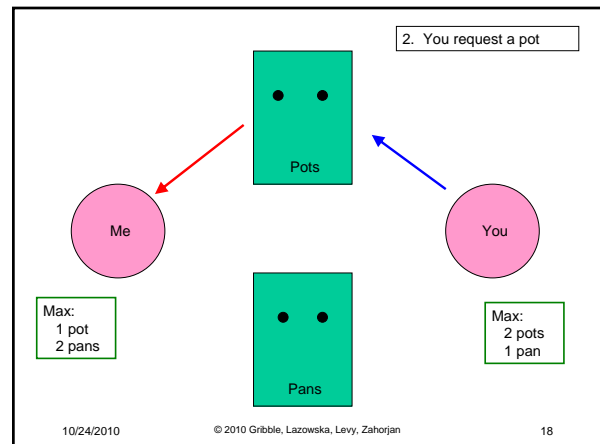 2. You request a pot
Pots
Me
You
Max:
1 pot
2 pans
Max:
2 pots
1 pan
Pans
10/24/2010
© 2010 Gribble, Lazowska, Levy, Zahorjan
18